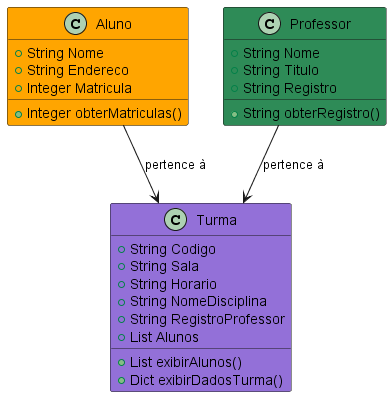 C Aluno
String Nome
String Endereco
Integer Matricula
Integer obterMatriculas()
C Professor
String Nome
String Titulo
String Registro
String obterRegistro()
pertence à
pertence à
C Turma
String Codigo
String Sala
String Horario
String NomeDisciplina
String RegistroProfessor
List Alunos
List exibirAlunos()
Dict exibirDadosTurma()